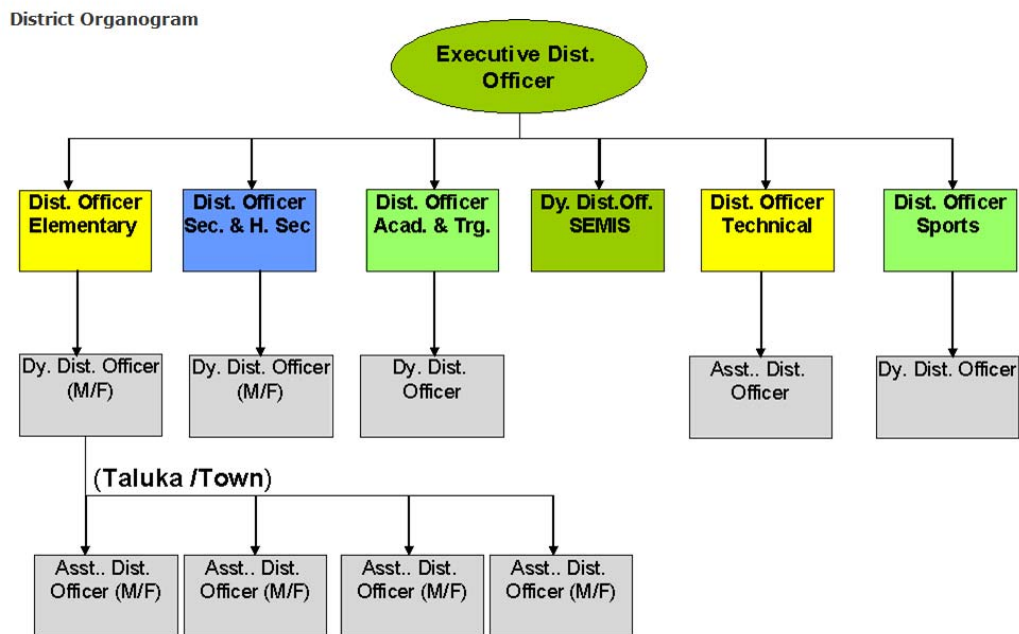 District Organogram
Executive Dist.
Officer
Dist. Officer
Elementary
Dist. Officer
Sec. & H. Sec
Dist. Officer
Acad. & Trg.
Dy. Dist.Off.
SEMIS
Dist. Officer
Technical
Dist. Officer
Sports
Dy. Dist. Officer
(M/F)
Dy. Dist. Officer
(M/F)
Dy. Dist.
Officer
Asst.. Dist.
Officer
Dy. Dist. Officer
(Taluka /Town)
Asst.. Dist.
Officer (M/F)
Asst.. Dist.
Officer (M/F)
Asst.. Dist.
Officer (M/F)
Asst.. Dist.
Officer (M/F)